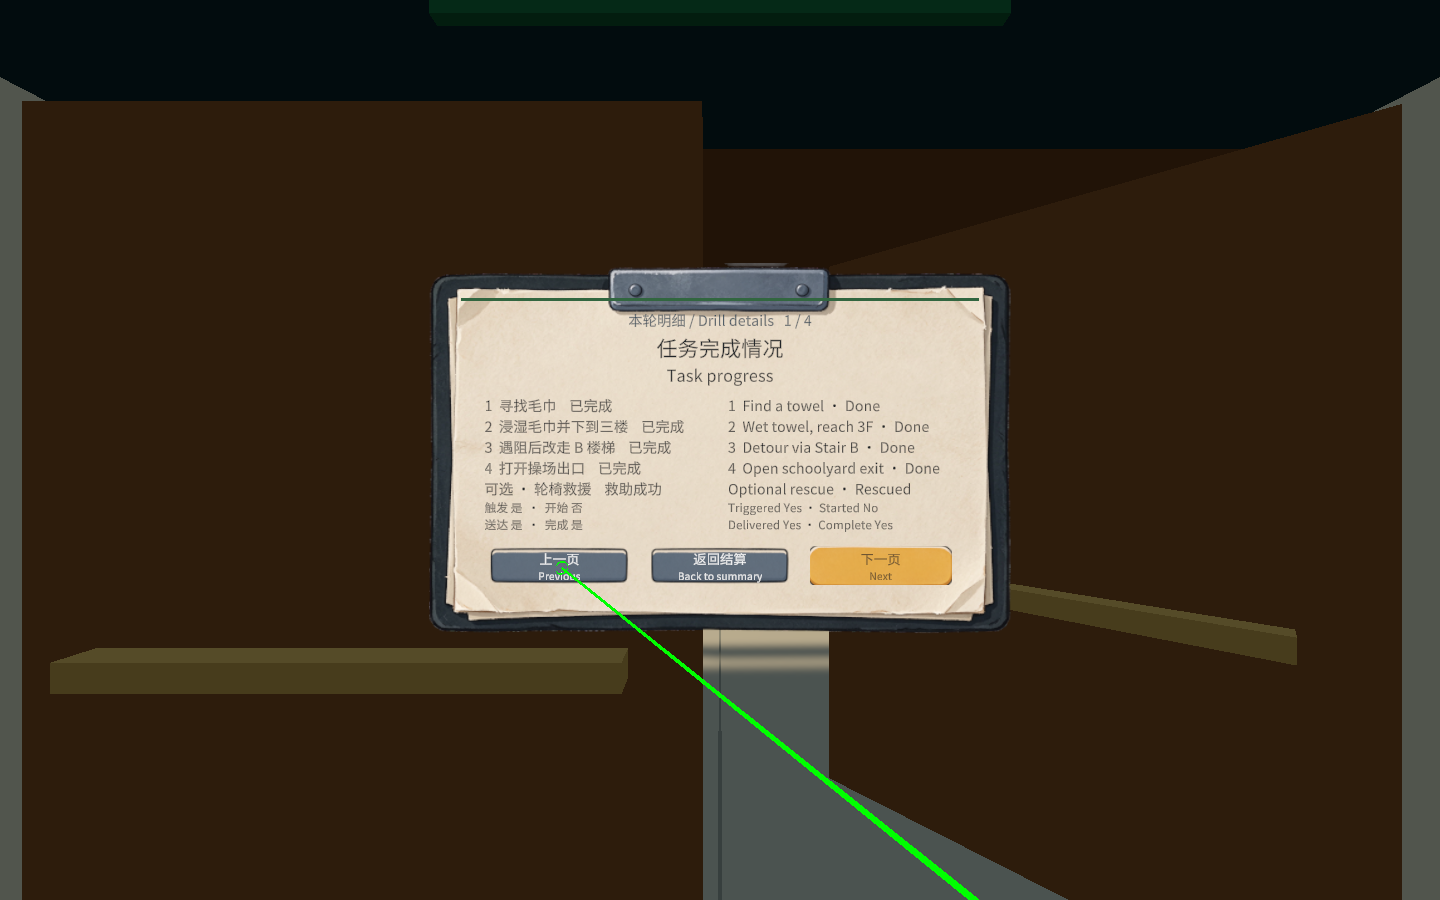 本轮明细 / Drill details 1 / 4
任务完成情况
Task progress
1 寻找毛巾 已完成
2 浸湿毛巾并下到三楼 已完成
3 遇阻后改走 B 楼梯 已完成
4 打开操场出口 已完成
可选 · 轮椅救援 救助成功
触发 是 · 开始 否
送达 是 · 完成 是
1 Find a towel · Done
2 Wet towel, reach 3F · Done
3 Detour via Stair B · Done
4 Open schoolyard exit · Done
Optional rescue · Rescued
Triggered Yes · Started No
Delivered Yes · Complete Yes
上一页
Previous
返回结算
Back to summary
下一页
Next